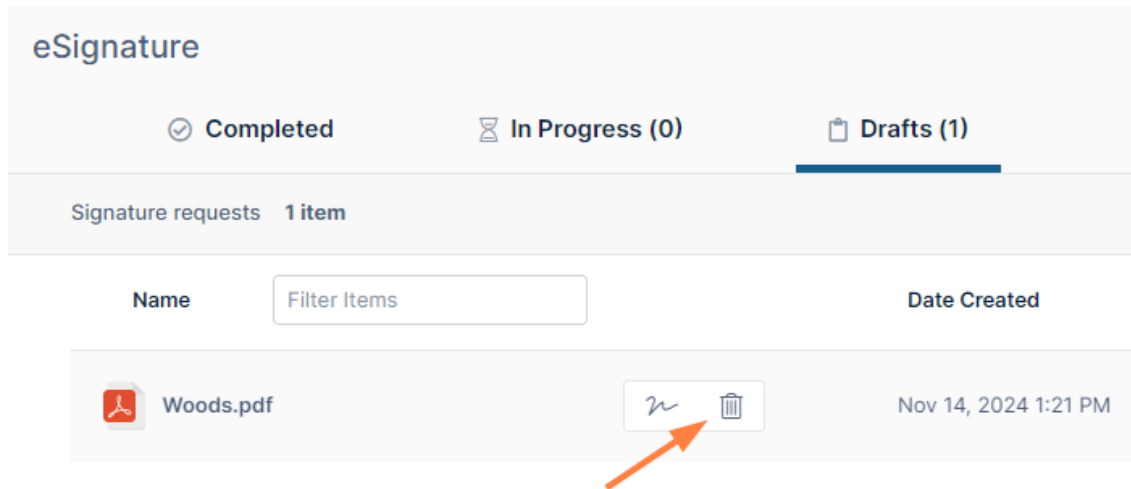 eSignature
Completed In Progress (0) Drafts (1)
Signature requests 1 item
Name Filter Items Date Created
Woods.pdf Nov 14, 2024 1:21 PM